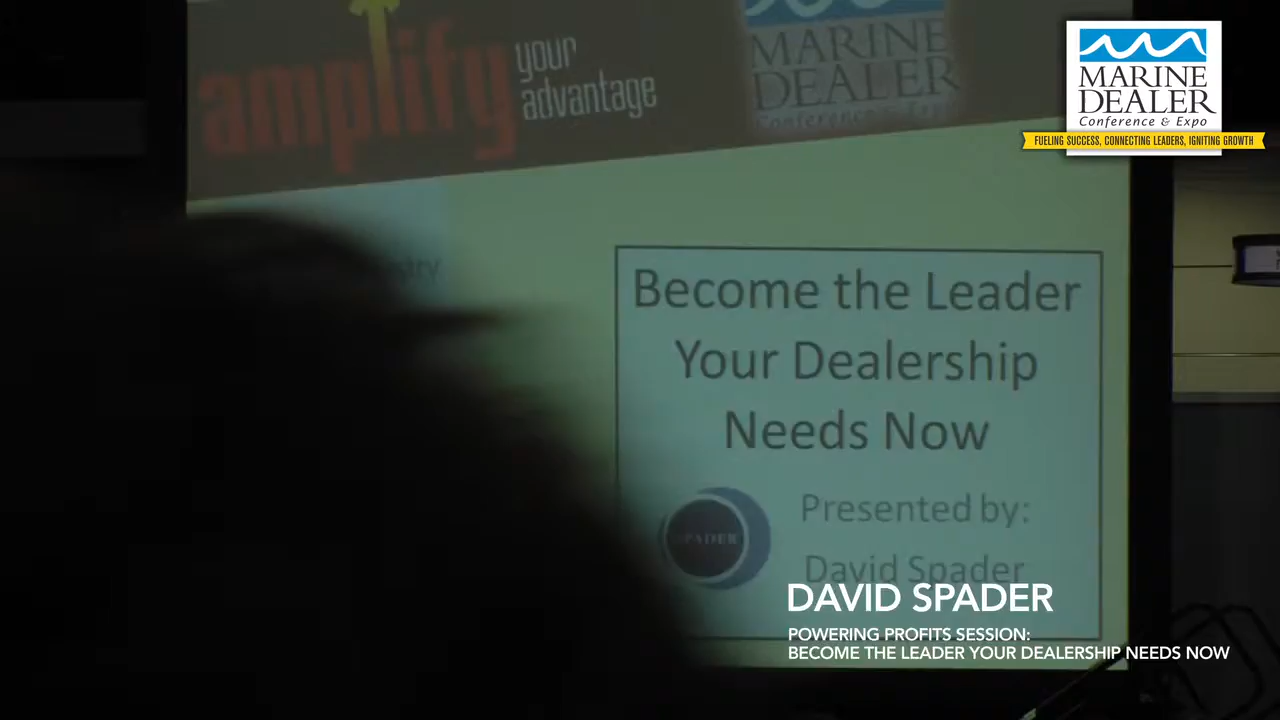 amplify your
advantage
MARINE
DEALER
Conference & Expo
MARINE
DEALER
Conference & Expo
FUELING SUCCESS, CONNECTING LEADERS, IGNITING GROWTH
Become the Leader
Your Dealership
Needs Now
SPADER
Presented by:
David Spader
DAVID SPADER
POWERING PROFITS SESSION:
BECOME THE LEADER YOUR DEALERSHIP NEEDS NOW